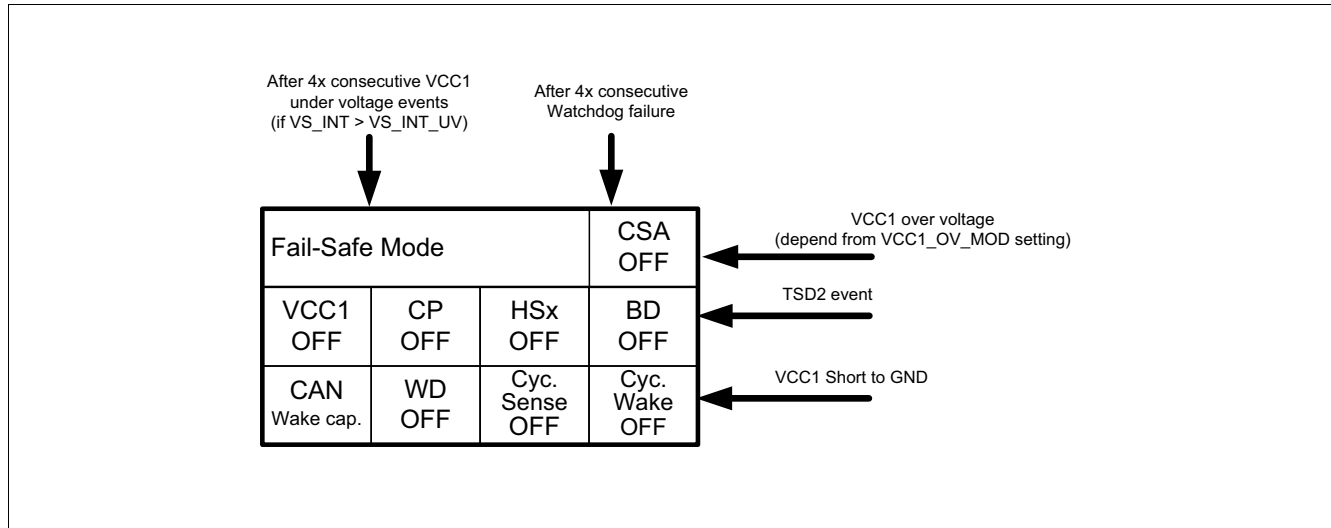 After 4x consecutive VCC1
under voltage events
(if VS_INT > VS_INT_UV)
After 4x consecutive
Watchdog failure
Fail-Safe Mode
CSA
OFF
VCC1 over voltage
(depend from VCC1_OV_MOD setting)
VCC1
OFF
CP
OFF
HSx
OFF
BD
OFF
TSD2 event
CAN
Wake cap.
WD
OFF
Cyc.
Sense
OFF
Cyc.
Wake
OFF
VCC1 Short to GND